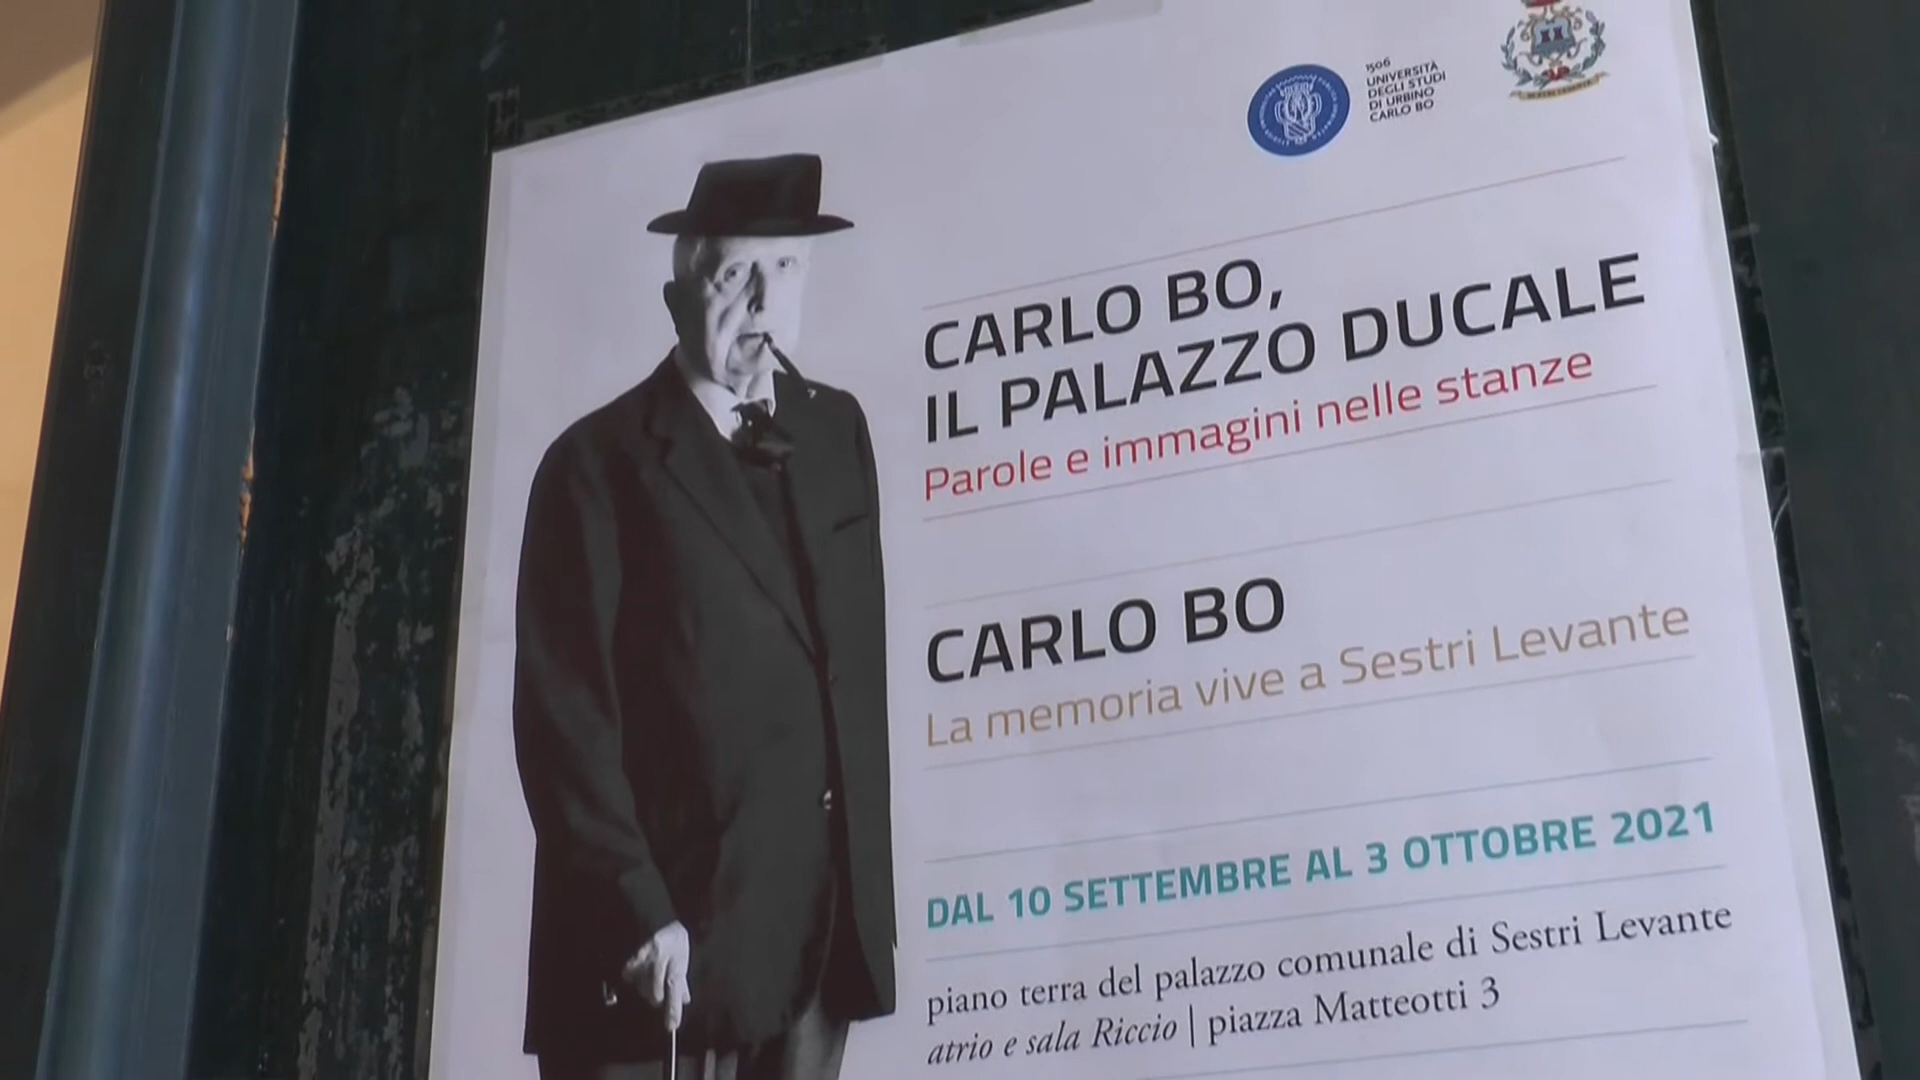 1506
UNIVERSITÀ
DEGLI STUDI
DI URBINO
CARLO BO
CARLO BO,
IL PALAZZO DUCALE
Parole e immagini nelle stanze
CARLO BO
La memoria vive a Sestri Levante
DAL 10 SETTEMBRE AL 3 OTTOBRE 2021
piano terra del palazzo comunale di Sestri Levante
atrio e sala Riccio | piazza Matteotti 3